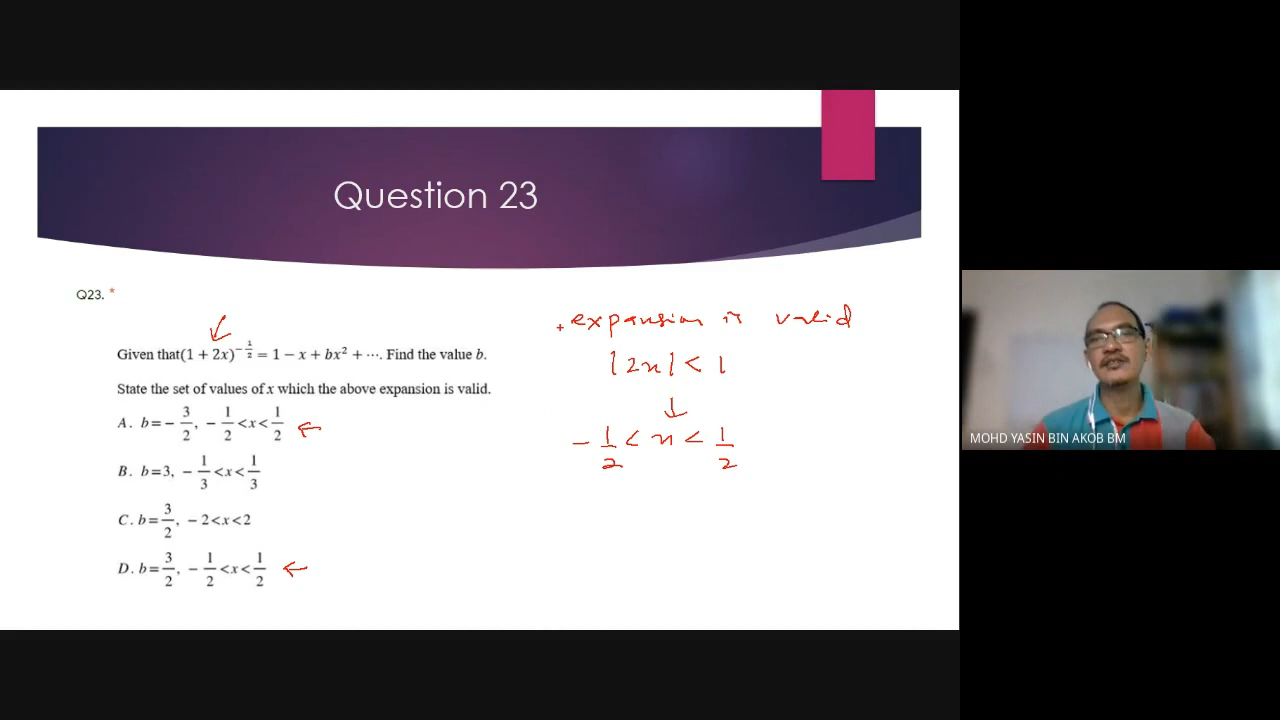 Question 23
Q23. *
Given that (1 + 2x)^{-1/2} = 1 − x + bx² + ⋯. Find the value b.
State the set of values of x which the above expansion is valid.
A. b = − 3/2, − 1/2 < x < 1/2 ←
B. b=3, − 1/3 < x < 1/3
C. b = 3/2, − 2 < x < 2
D. b = 3/2, − 1/2 < x < 1/2 ←
. expansion is valid
|2x| < 1
↓
− 1/2 < x < 1/2
MOHD YASIN BIN AKOB BM